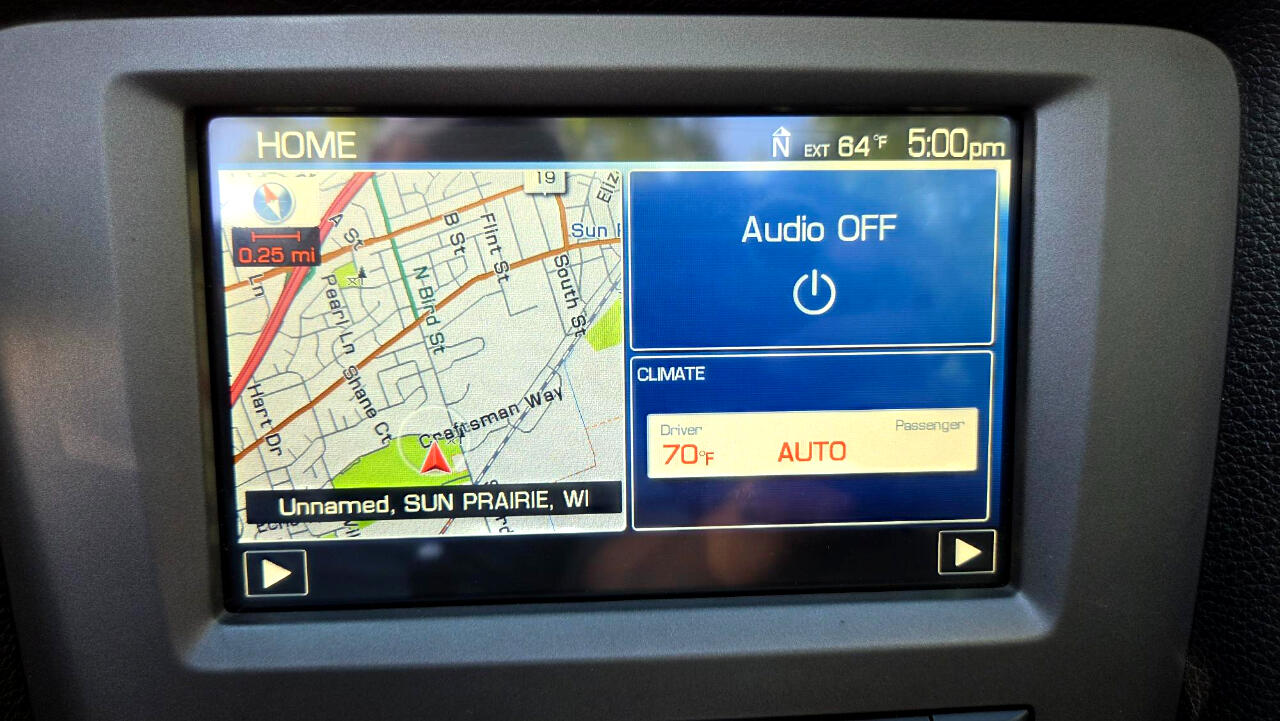 HOME
N EXT 64°F 5:00pm
19
A St
B St
Flint St
Sun
0.25 mi
Ln
N Bird St
South St
Pearl Ln
Shane Ct
Hart Dr
Craftsman Way
Unnamed, SUN PRAIRIE, WI
Audio OFF
CLIMATE
Driver
Passenger
70°F AUTO